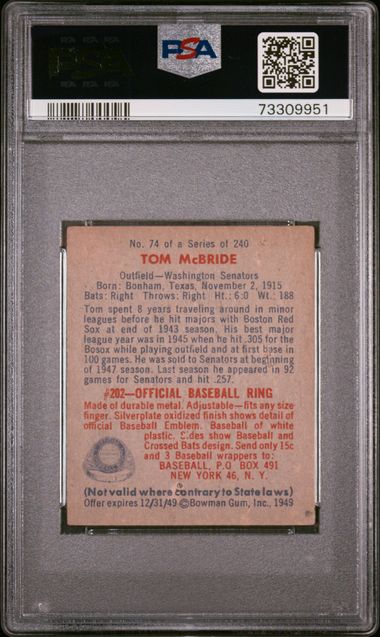 PSA
73309951
No. 74 of a Series of 240
TOM McBRIDE
Outfield—Washington Senators
Born: Bonham, Texas, November 2, 1915
Bats: Right Throws: Right Ht.: 6:0 Wt.: 188
Tom spent 8 years traveling around in minor
leagues before he hit majors with Boston Red
Sox at end of 1943 season. His best major
league year was in 1945 when he hit .305 for the
Bosox while playing outfield and at first base in
100 games. He was sold to Senators at beginning
of 1947 season. Last season he appeared in 92
games for Senators and hit .257.
#202—OFFICIAL BASEBALL RING
Made of durable metal. Adjustable—fits any size
finger. Silverplate oxidized finish shows detail of
official Baseball Emblem. Baseball of white
plastic. Sides show Baseball and
Crossed Bats design. Send only 15c
and 3 Baseball wrappers to:
BASEBALL, P.O. BOX 491
NEW YORK 46, N. Y.
(Not valid where contrary to State laws)
Offer expires 12/31/49 ©Bowman Gum, Inc., 1949